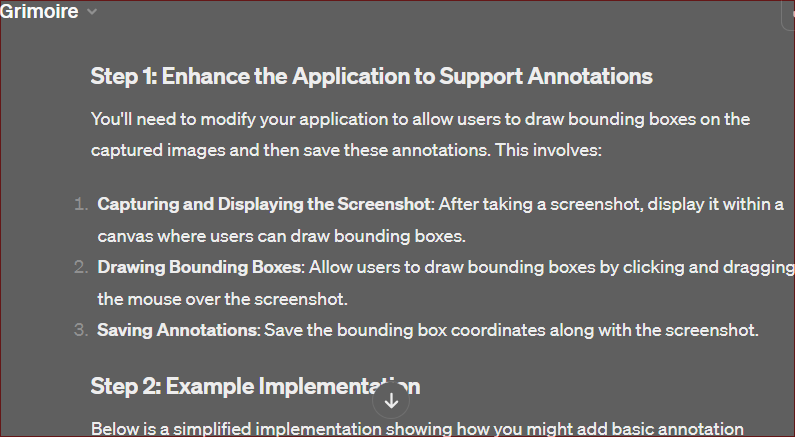 Grimoire
Step 1: Enhance the Application to Support Annotations
You'll need to modify your application to allow users to draw bounding boxes on the
captured images and then save these annotations. This involves:
1. Capturing and Displaying the Screenshot: After taking a screenshot, display it within a
canvas where users can draw bounding boxes.
2. Drawing Bounding Boxes: Allow users to draw bounding boxes by clicking and dragging
the mouse over the screenshot.
3. Saving Annotations: Save the bounding box coordinates along with the screenshot.
Step 2: Example Implementation
Below is a simplified implementation showing how you might add basic annotation